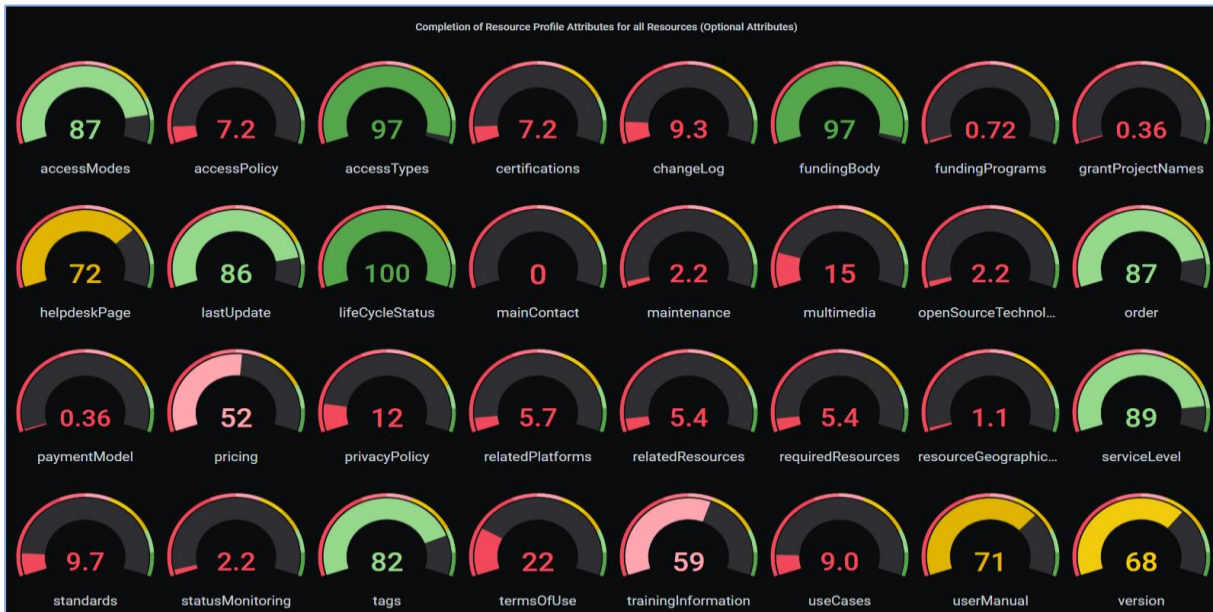 Completion of Resource Profile Attributes for all Resources (Optional Attributes)
87 7.2 97 7.2 9.3 97 0.72 0.36
accessModes accessPolicy accessTypes certifications changeLog fundingBody fundingPrograms grantProjectNames
72 86 100 0 2.2 15 2.2 87
helpdeskPage lastUpdate lifeCycleStatus mainContact maintenance multimedia openSourceTechnol... order
0.36 52 12 5.7 5.4 5.4 1.1 89
paymentModel pricing privacyPolicy relatedPlatforms relatedResources requiredResources resourceGeographic... serviceLevel
9.7 2.2 82 22 59 9.0 71 68
standards statusMonitoring tags termsOfUse trainingInformation useCases userManual version